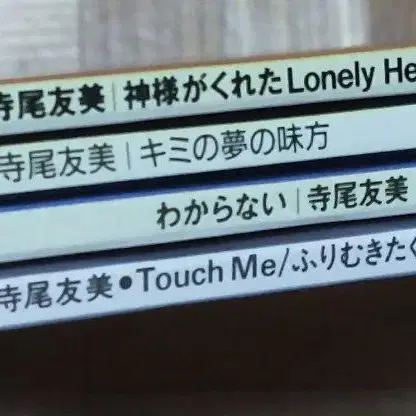 寺尾友美|神様がくれたLonely He
寺尾友美|キミの夢の味方
わからない|寺尾友美
寺尾友美●Touch Me/ふりむきたく